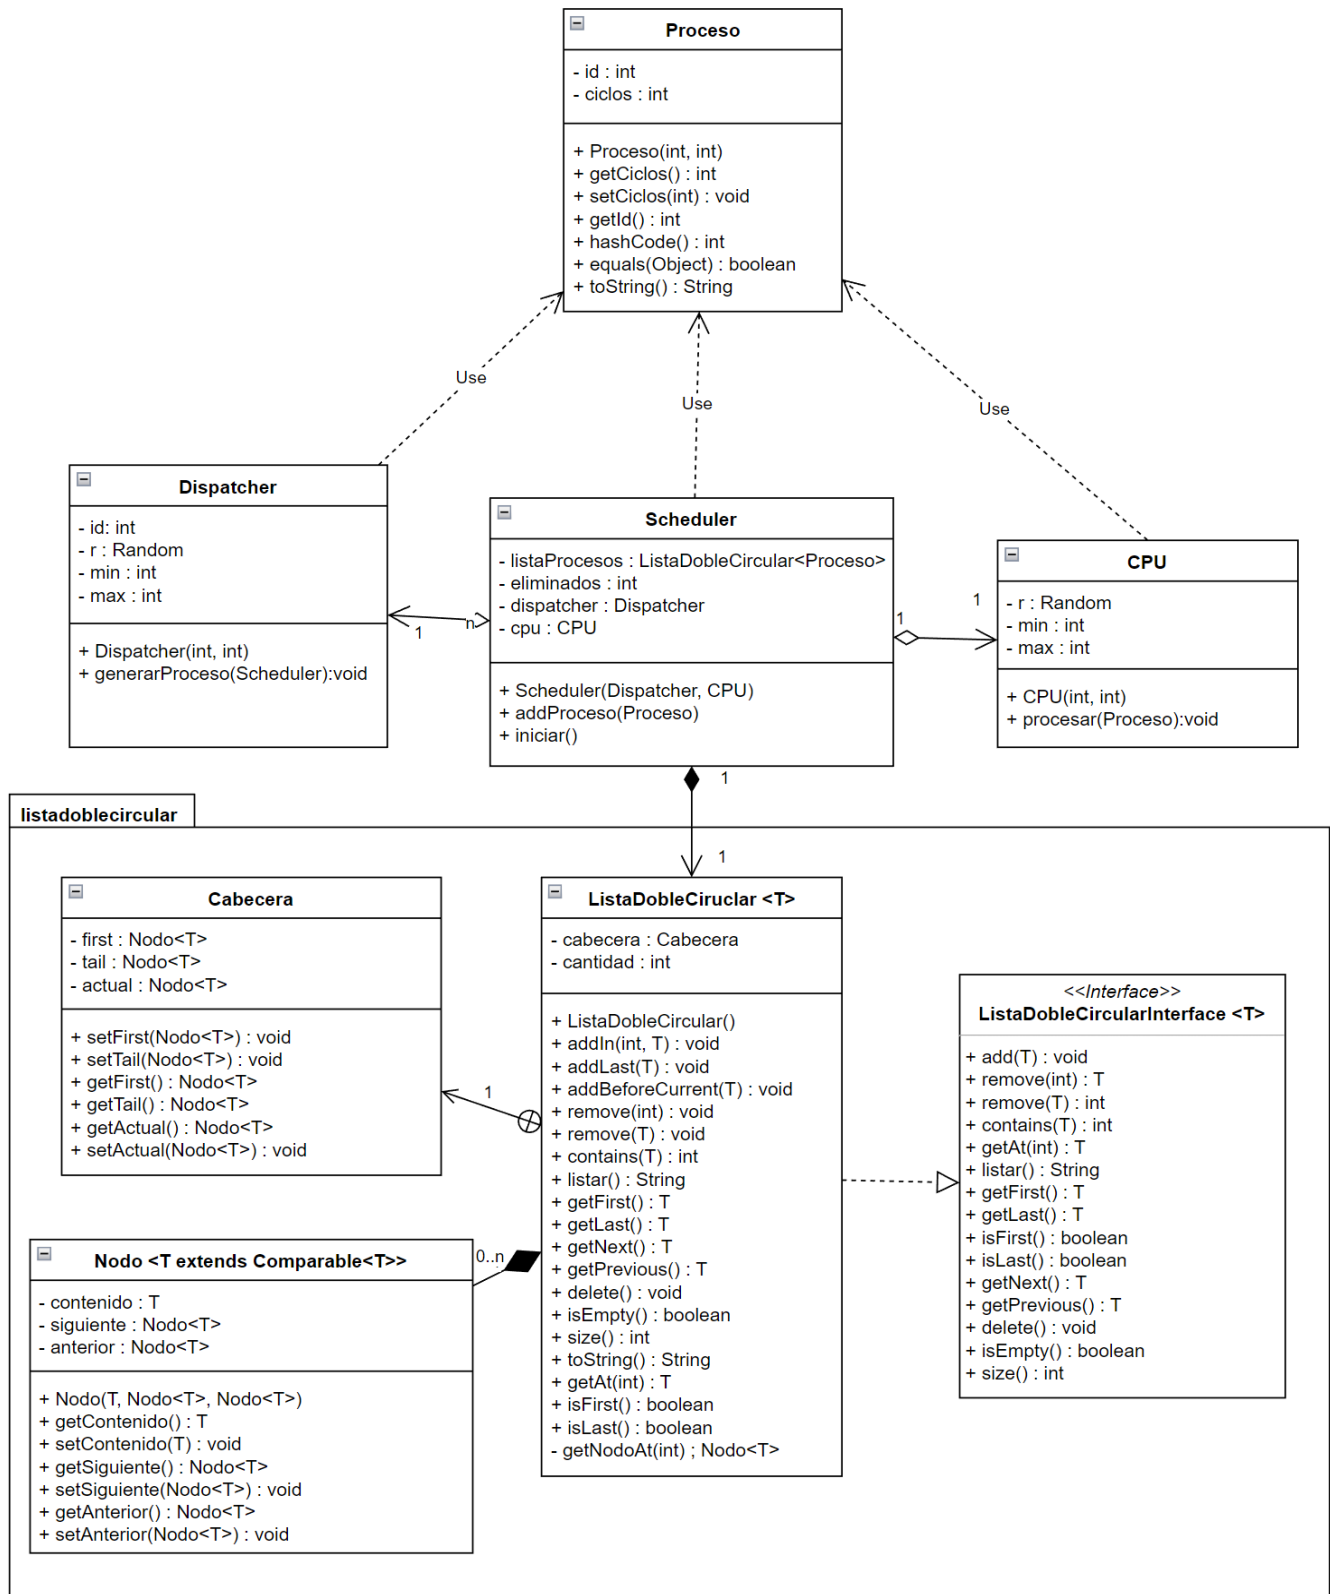 Proceso
- id : int
- ciclos : int
+ Proceso(int, int)
+ getCiclos() : int
+ setCiclos(int) : void
+ getId() : int
+ hashCode() : int
+ equals(Object) : boolean
+ toString() : String
Use
Use
Use
Dispatcher
- id: int
- r : Random
- min : int
- max : int
+ Dispatcher(int, int)
+ generarProceso(Scheduler):void
1
n
Scheduler
- listaProcesos : ListaDobleCircular<Proceso>
- eliminados : int
- dispatcher : Dispatcher
- cpu : CPU
+ Scheduler(Dispatcher, CPU)
+ addProceso(Proceso)
+ iniciar()
1
1
CPU
- r : Random
- min : int
- max : int
+ CPU(int, int)
+ procesar(Proceso):void
1
1
listadoblecircular
Cabecera
- first : Nodo<T>
- tail : Nodo<T>
- actual : Nodo<T>
+ setFirst(Nodo<T>) : void
+ setTail(Nodo<T>) : void
+ getFirst() : Nodo<T>
+ getTail() : Nodo<T>
+ getActual() : Nodo<T>
+ setActual(Nodo<T>) : void
1
ListaDobleCiruclar <T>
- cabecera : Cabecera
- cantidad : int
+ ListaDobleCircular()
+ addIn(int, T) : void
+ addLast(T) : void
+ addBeforeCurrent(T) : void
+ remove(int) : void
+ remove(T) : void
+ contains(T) : int
+ listar() : String
+ getFirst() : T
+ getLast() : T
+ getNext() : T
+ getPrevious() : T
+ delete() : void
+ isEmpty() : boolean
+ size() : int
+ toString() : String
+ getAt(int) : T
+ isFirst() : boolean
+ isLast() : boolean
- getNodoAt(int) ; Nodo<T>
<<Interface>>
ListaDobleCircularInterface <T>
+ add(T) : void
+ remove(int) : T
+ remove(T) : int
+ contains(T) : int
+ getAt(int) : T
+ listar() : String
+ getFirst() : T
+ getLast() : T
+ isFirst() : boolean
+ isLast() : boolean
+ getNext() : T
+ getPrevious() : T
+ delete() : void
+ isEmpty() : boolean
+ size() : int
Nodo <T extends Comparable<T>>
- contenido : T
- siguiente : Nodo<T>
- anterior : Nodo<T>
+ Nodo(T, Nodo<T>, Nodo<T>)
+ getContenido() : T
+ setContenido(T) : void
+ getSiguiente() : Nodo<T>
+ setSiguiente(Nodo<T>) : void
+ getAnterior() : Nodo<T>
+ setAnterior(Nodo<T>) : void
0..n